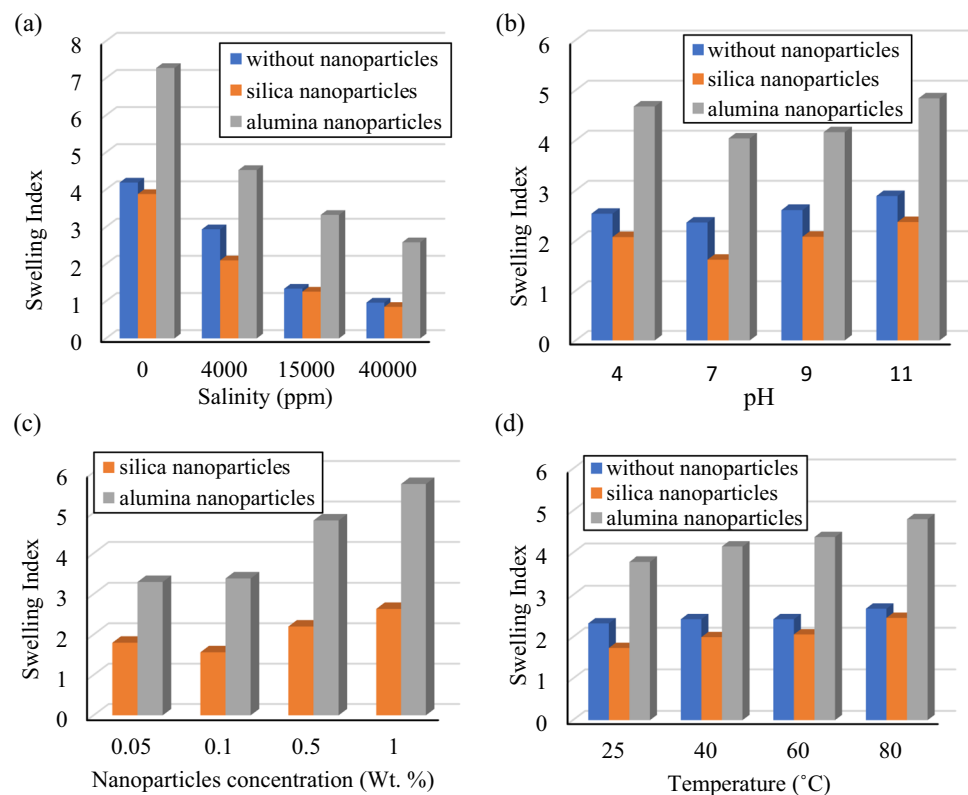 (a)
8
7
6
5
4
3
2
1
0
Swelling Index
without nanoparticles
silica nanoparticles
alumina nanoparticles
0 4000 15000 40000
Salinity (ppm)
(b)
6
5
4
3
2
1
0
Swelling Index
without nanoparticles
silica nanoparticles
alumina nanoparticles
4 7 9 11
pH
(c)
6
5
4
3
2
1
0
Swelling Index
silica nanoparticles
alumina nanoparticles
0.05 0.1 0.5 1
Nanoparticles concentration (Wt. %)
(d)
6
5
4
3
2
1
0
Swelling Index
without nanoparticles
silica nanoparticles
alumina nanoparticles
25 40 60 80
Temperature (˚C)